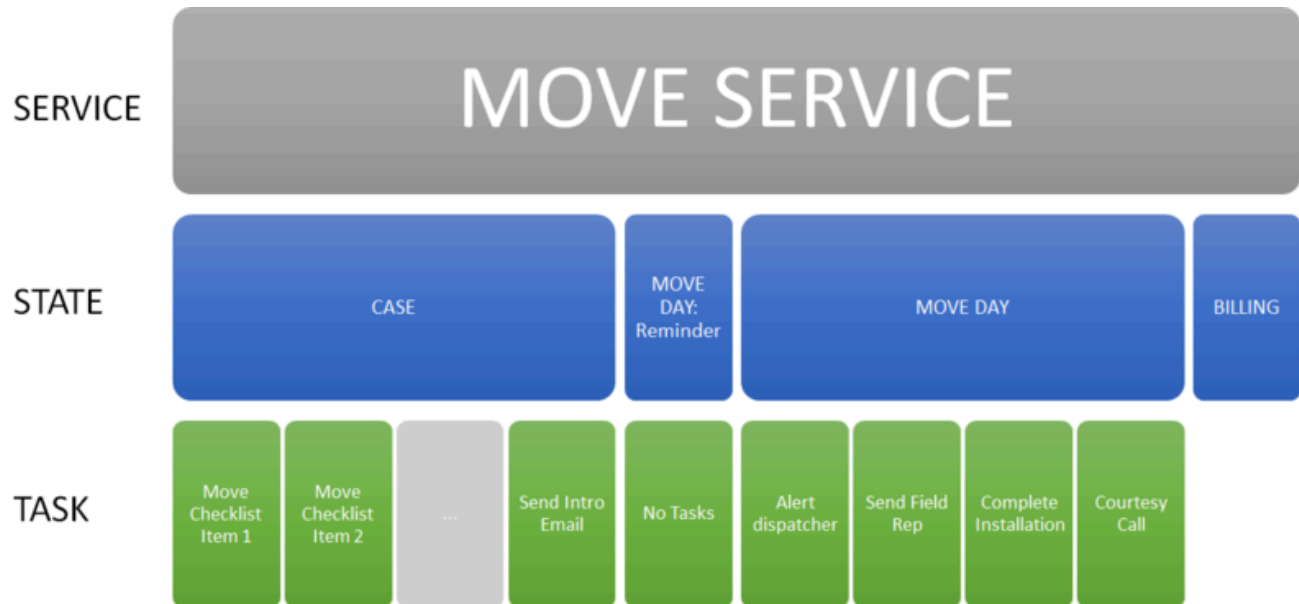 SERVICE
MOVE SERVICE
STATE
CASE
MOVE
DAY:
Reminder
MOVE DAY
BILLING
TASK
Move
Checklist
Item 1
Move
Checklist
Item 2
...
Send Intro
Email
No Tasks
Alert
dispatcher
Send Field
Rep
Complete
Installation
Courtesy
Call